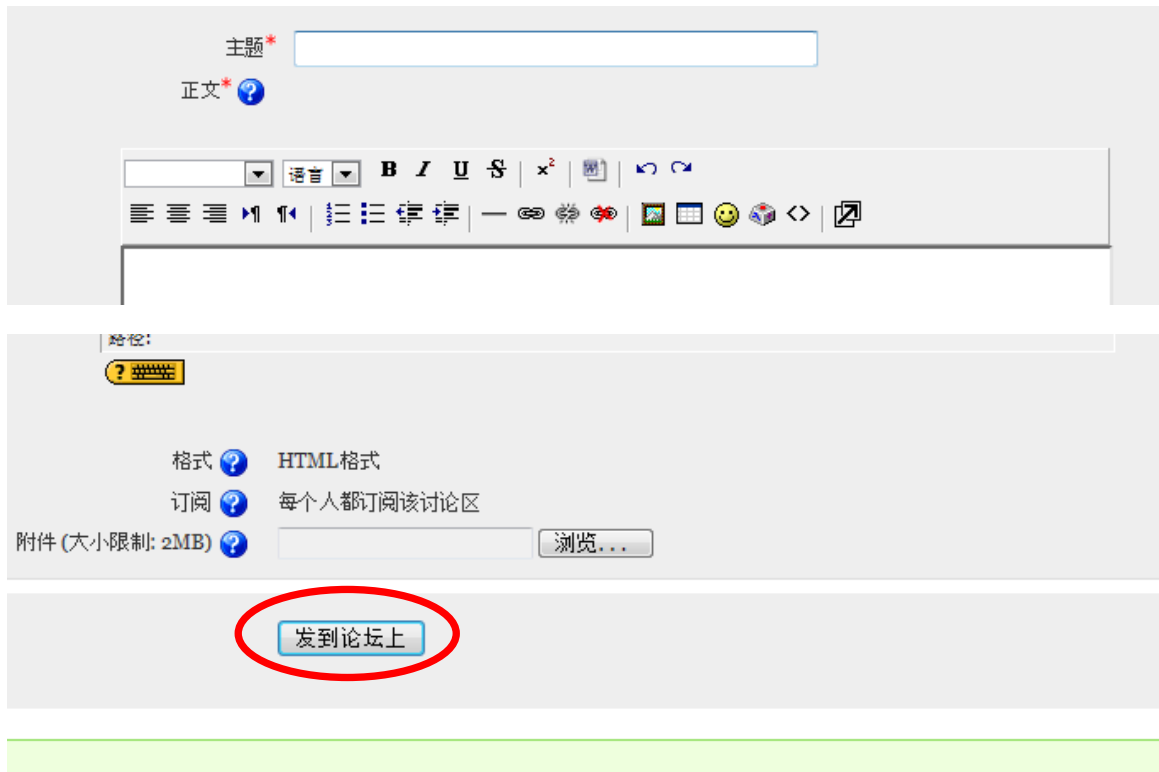 主题*
正文*
语言 B I U S x²
路径:
格式 HTML格式
订阅 每个人都订阅该讨论区
附件 (大小限制: 2MB) 浏览...
发到论坛上